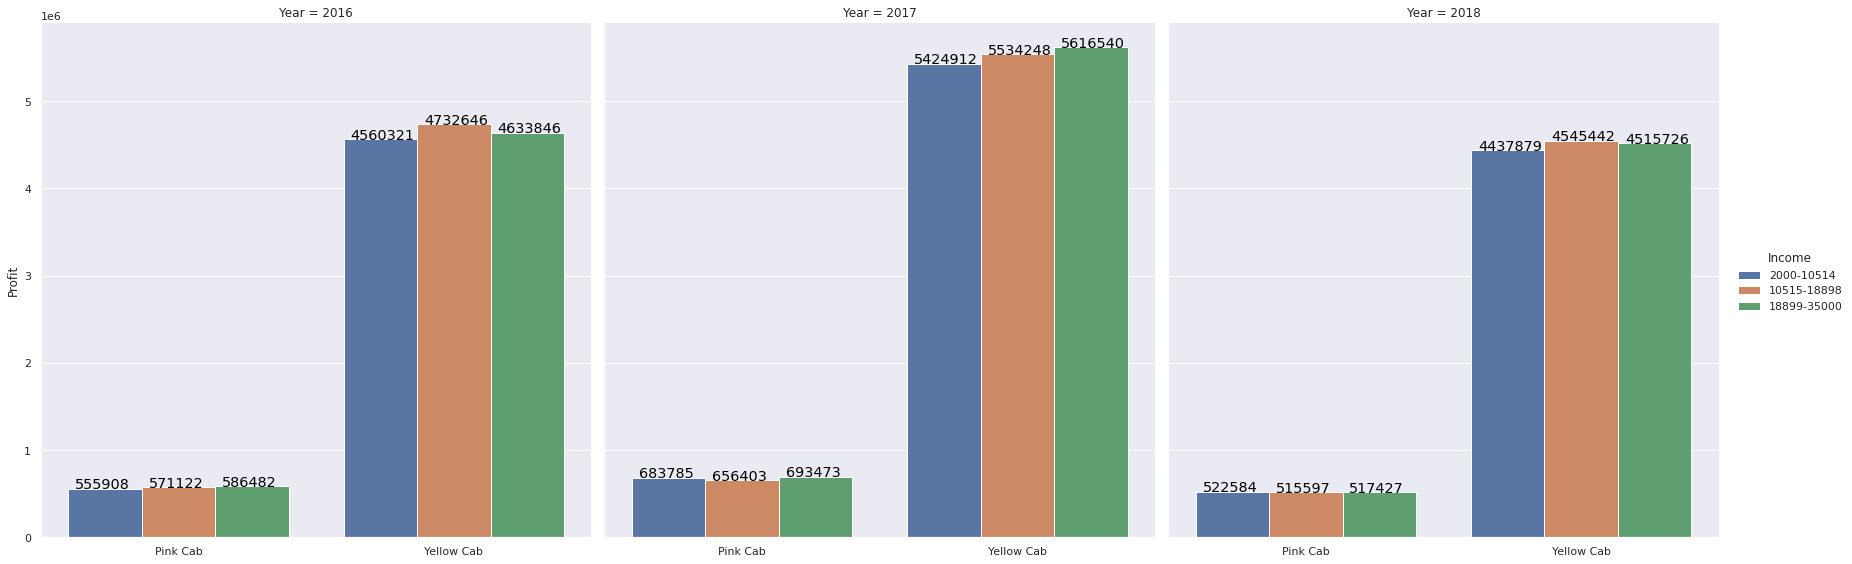 Year = 2016
Year = 2017
Year = 2018
1e6
Profit
5
4
3
2
1
0
555908
571122
586482
4560321
4732646
4633846
683785
656403
693473
5424912
5534248
5616540
522584
515597
517427
4437879
4545442
4515726
Pink Cab
Yellow Cab
Pink Cab
Yellow Cab
Pink Cab
Yellow Cab
Income
2000-10514
10515-18898
18899-35000